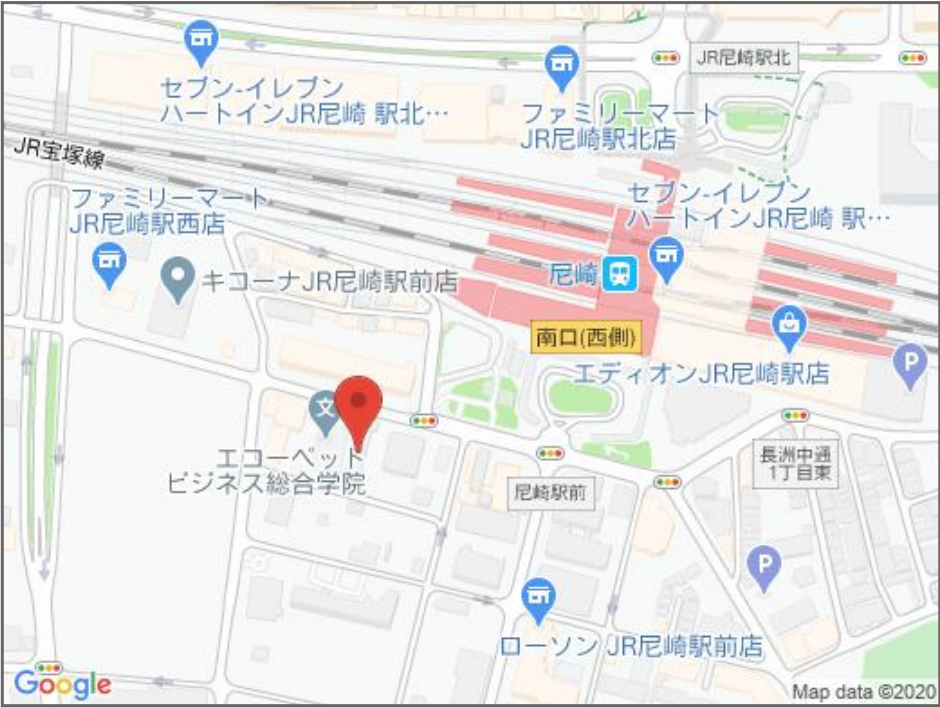 JR尼崎駅北
セブン-イレブン
ハートインJR尼崎 駅北…
ファミリーマート
JR尼崎駅北店
JR宝塚線
ファミリーマート
JR尼崎駅西店
セブン-イレブン
ハートインJR尼崎 駅…
キコーナJR尼崎駅前店
尼崎
南口(西側)
エディオンJR尼崎駅店
P
文
エコーペット
ビジネス総合学院
長洲中通
1丁目東
尼崎駅前
P
ローソン JR尼崎駅前店
Google
Map data ©2020